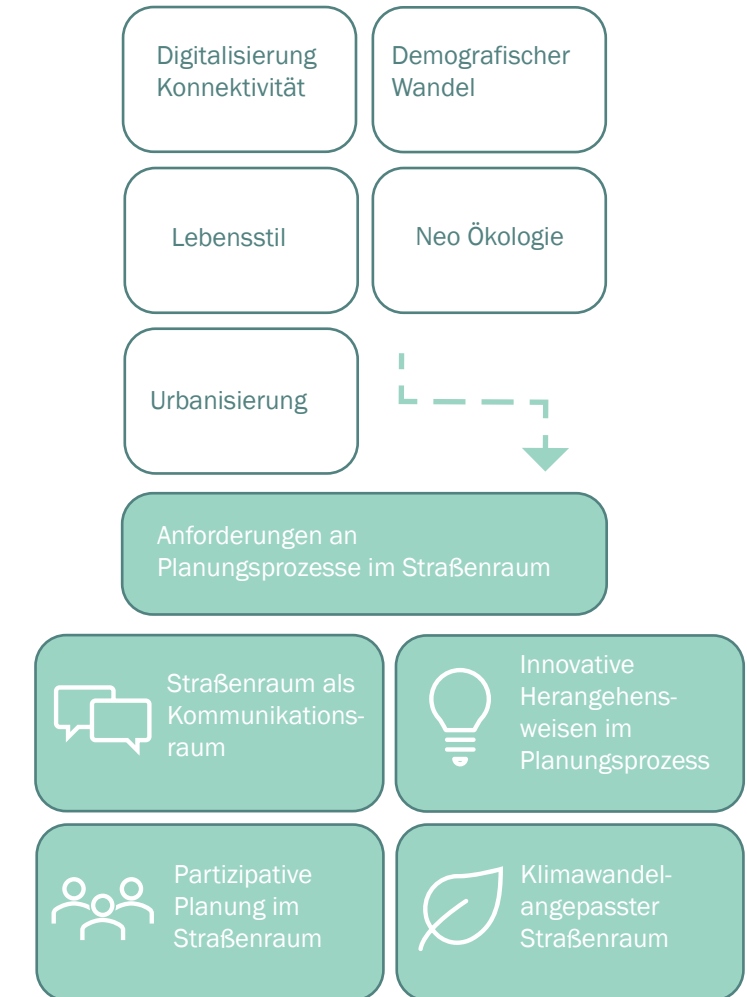 Digitalisierung
Konnektivität
Demografischer
Wandel
Lebensstil
Neo Ökologie
Urbanisierung
Anforderungen an
Planungsprozesse im Straßenraum
Straßenraum als
Kommunikations-
raum
Innovative
Herangehens-
weisen im
Planungsprozess
Partizipative
Planung im
Straßenraum
Klimawandel-
angepasster
Straßenraum